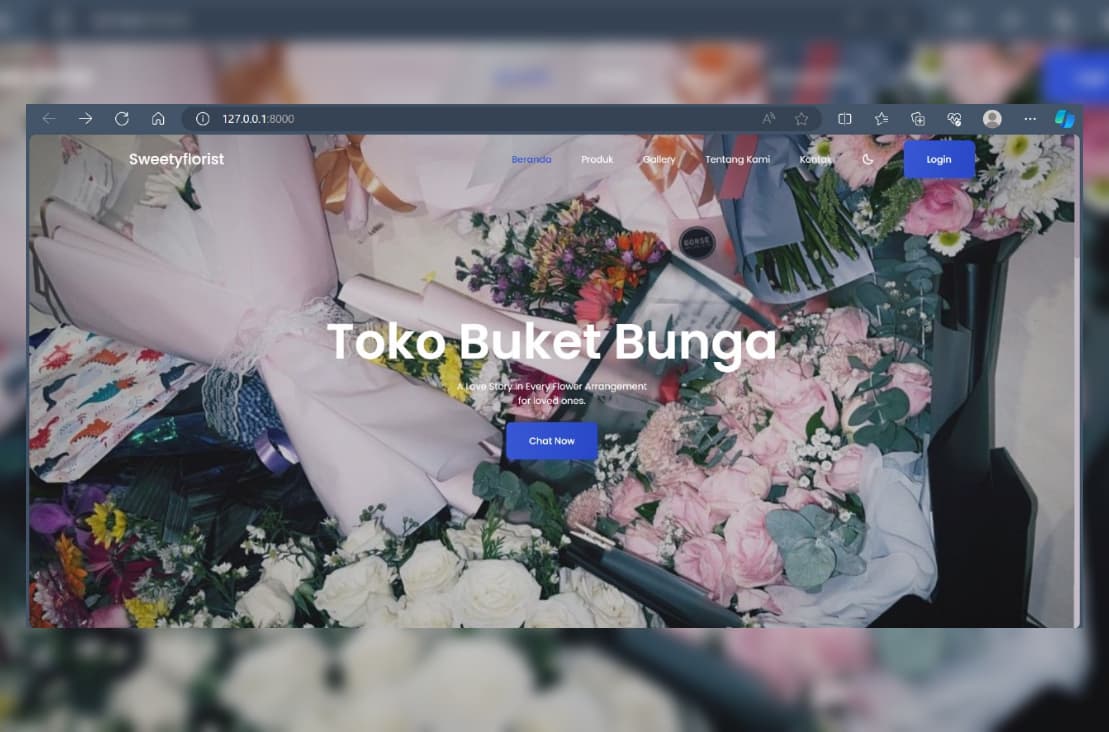 127.0.0.1:8000
Sweetyflorist
Beranda Produk Gallery Tentang Kami Kontak Login
BORSE
Toko Buket Bunga
A Love Story in Every Flower Arrangement
for loved ones.
Chat Now